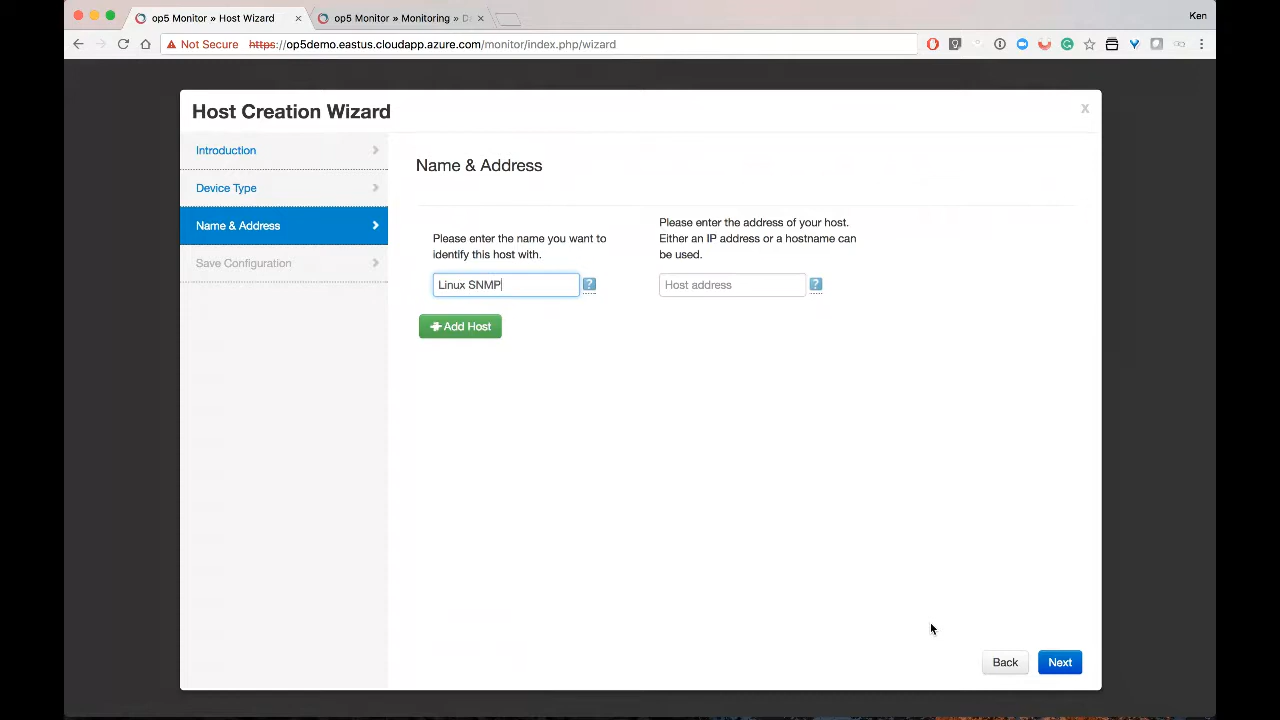 op5 Monitor » Host Wizard
op5 Monitor » Monitoring » D
Ken
Not Secure https://op5demo.eastus.cloudapp.azure.com/monitor/index.php/wizard
Host Creation Wizard
x
Introduction
Device Type
Name & Address
Save Configuration
Name & Address
Please enter the name you want to
identify this host with.
Linux SNMP
?
Please enter the address of your host.
Either an IP address or a hostname can
be used.
Host address
?
Add Host
Back
Next